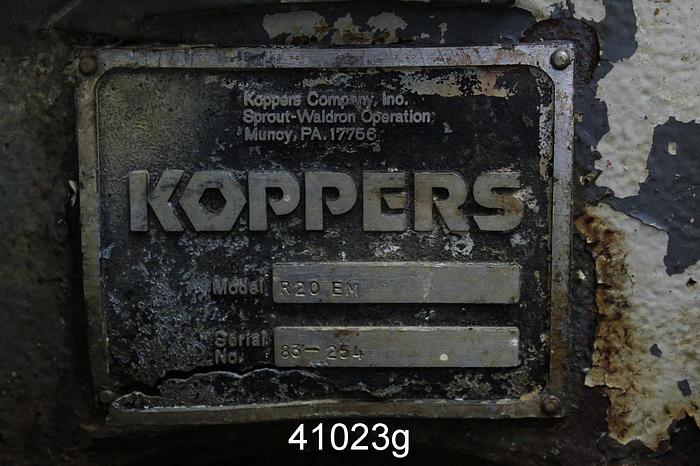 Koppers Company, Inc.
Sprout-Waldron Operation
Muncy, PA. 17756
KOPPERS
Model R20 EM
Serial
No. 83-254
41023g